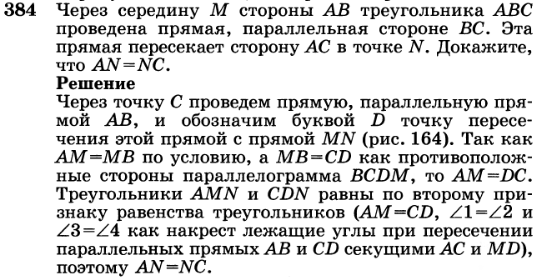 384 Через середину M стороны AB треугольника ABC
проведена прямая, параллельная стороне BC. Эта
прямая пересекает сторону AC в точке N. Докажите,
что AN=NC.
Решение
Через точку C проведем прямую, параллельную пря-
мой AB, и обозначим буквой D точку пересе-
чения этой прямой с прямой MN (рис. 164). Так как
AM=MB по условию, а MB=CD как противополож-
ные стороны параллелограмма BCDM, то AM=DC.
Треугольники AMN и CDN равны по второму при-
знаку равенства треугольников (AM=CD, ∠1=∠2 и
∠3=∠4 как накрест лежащие углы при пересечении
параллельных прямых AB и CD секущими AC и MD),
поэтому AN=NC.